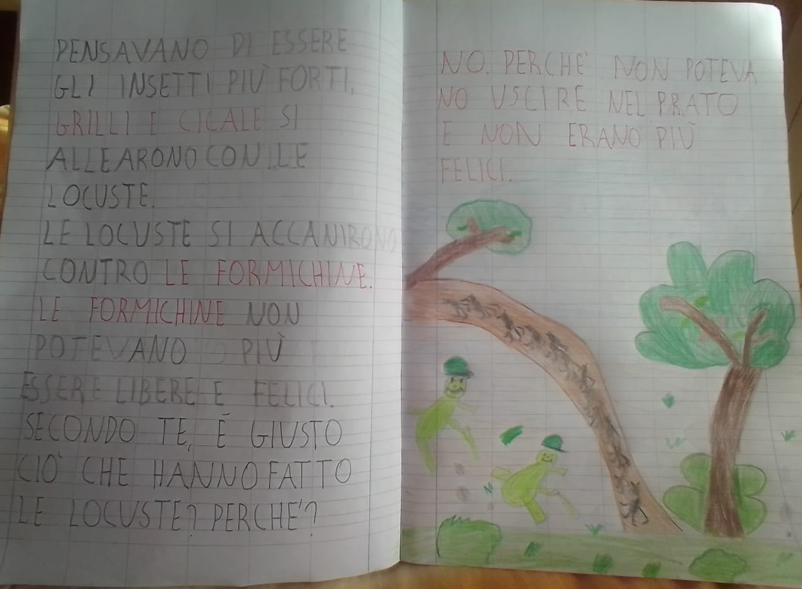 PENSAVANO DI ESSERE
GLI INSETTI PIÙ FORTI,
GRILLI E CICALE SI
ALLEARONO CON LE
LOCUSTE.
LE LOCUSTE SI ACCANIRONO
CONTRO LE FORMICHINE.
LE FORMICHINE NON
POTEVANO PIÙ
ESSERE LIBERE E FELICI.
SECONDO TE, È GIUSTO
CIÒ CHE HANNO FATTO
LE LOCUSTE? PERCHÈ?
NO, PERCHÈ NON POTEVA
NO USCIRE NEL PRATO
E NON ERANO PIÙ
FELICI.